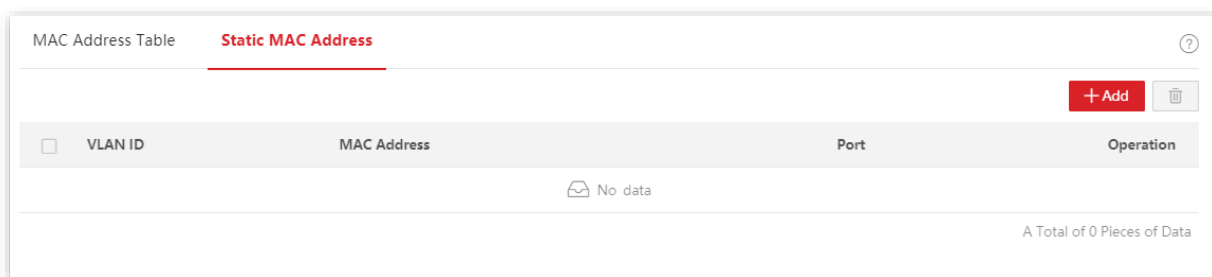 MAC Address Table Static MAC Address ?
+ Add
VLAN ID MAC Address Port Operation
No data
A Total of 0 Pieces of Data